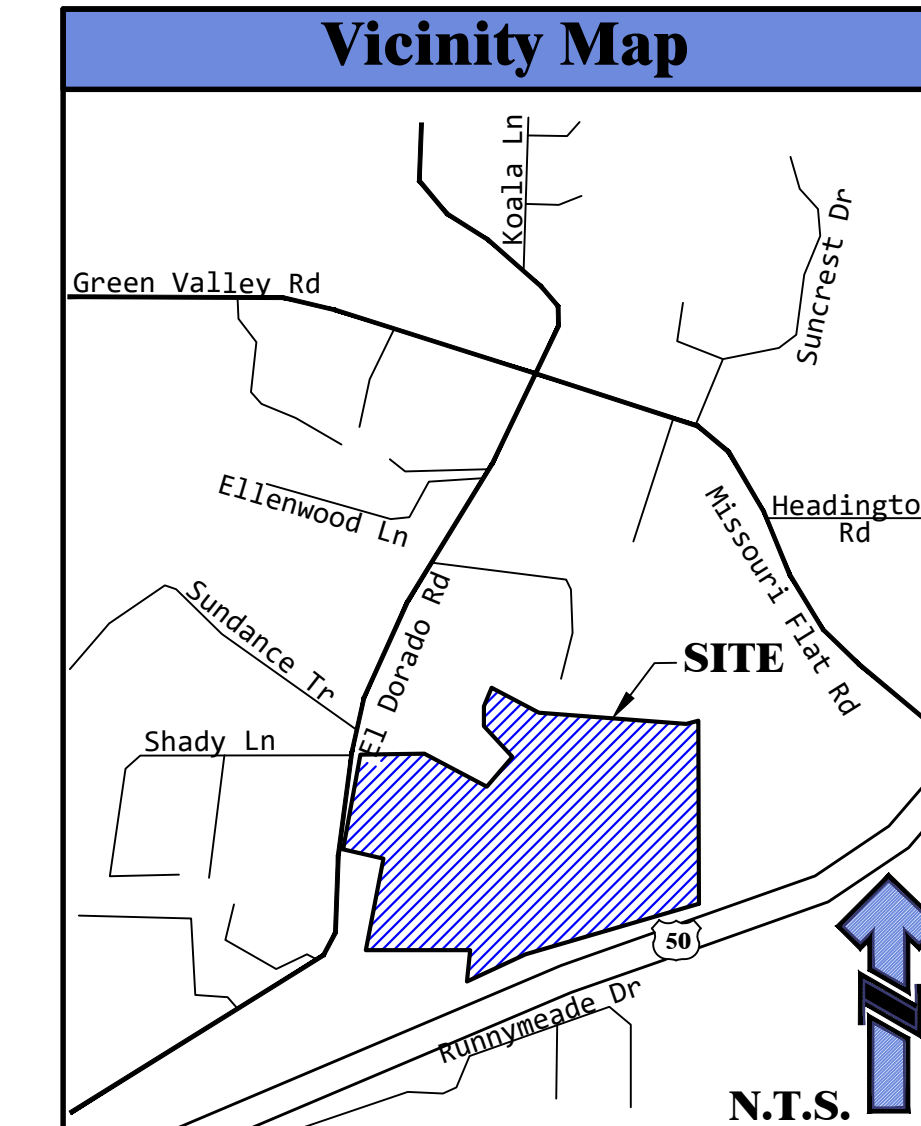 Vicinity Map
Koala Ln
Suncrest Dr
Green Valley Rd
Ellenwood Ln
Missouri Flat Rd
Headingto
Rd
Sundance Tr
El Dorado Rd
SITE
Shady Ln
50
Runnymeade Dr
N
N.T.S.